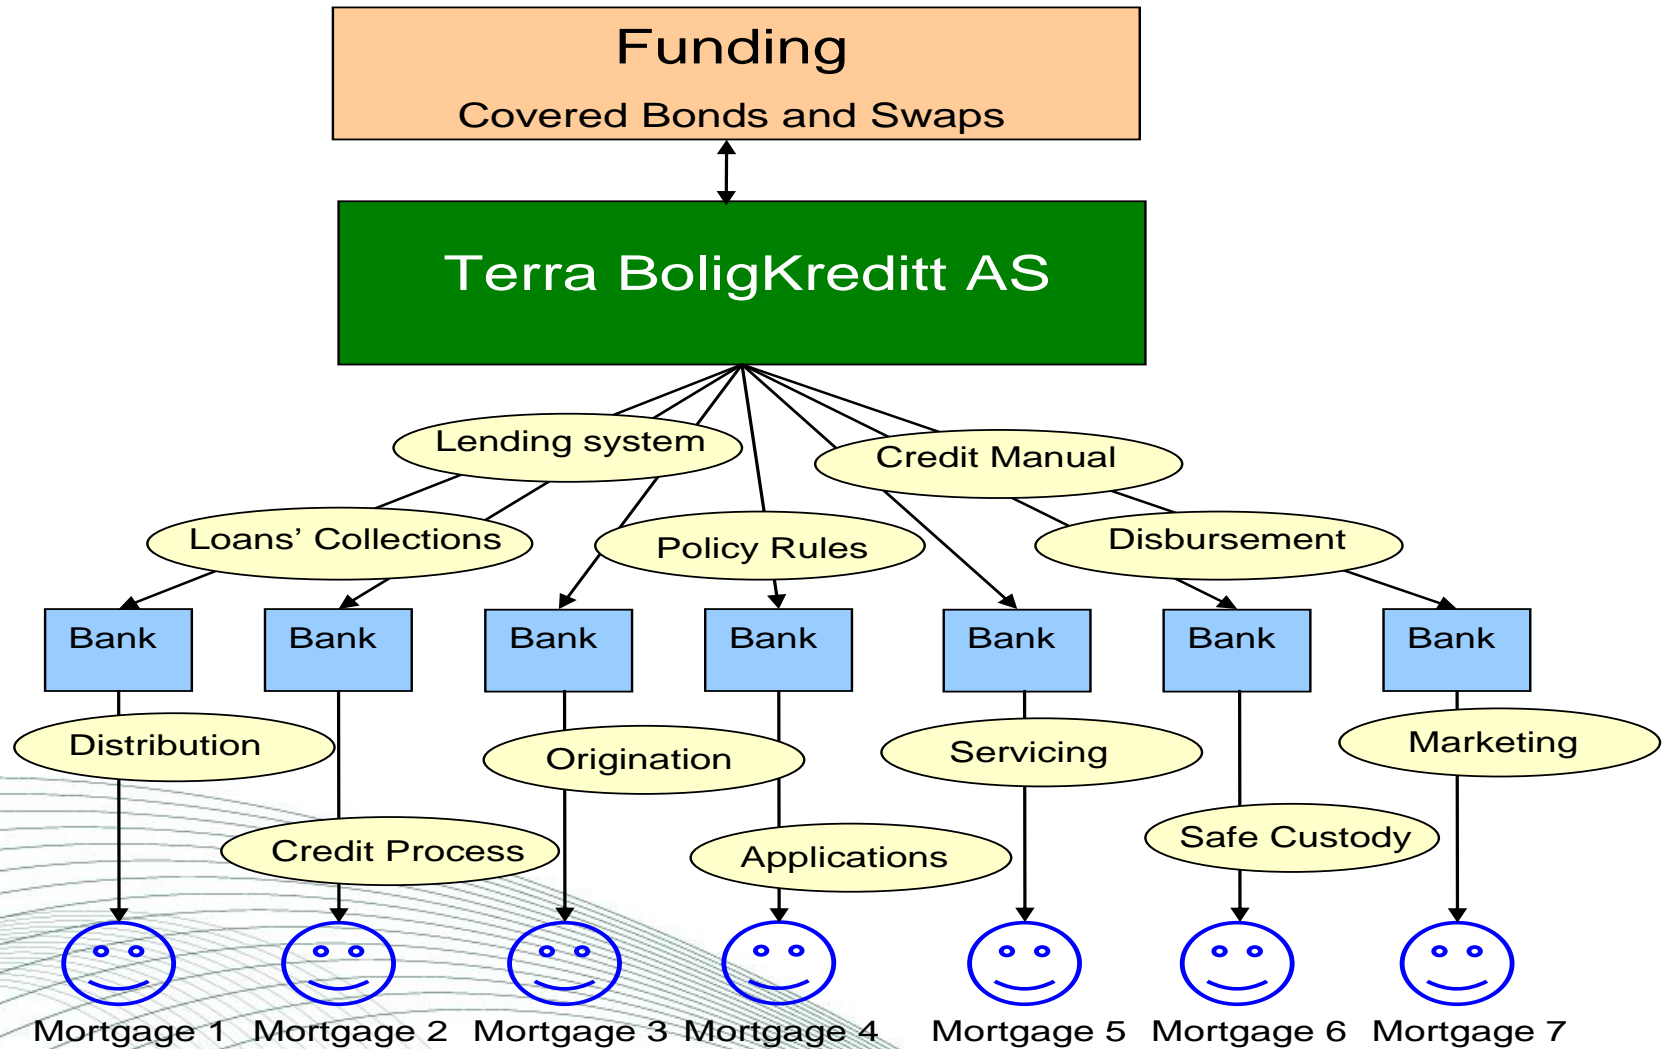 Funding
Covered Bonds and Swaps
Terra BoligKreditt AS
Lending system
Credit Manual
Loans’ Collections
Policy Rules
Disbursement
Bank
Bank
Bank
Bank
Bank
Bank
Bank
Distribution
Origination
Servicing
Marketing
Credit Process
Applications
Safe Custody
Mortgage 1
Mortgage 2
Mortgage 3
Mortgage 4
Mortgage 5
Mortgage 6
Mortgage 7